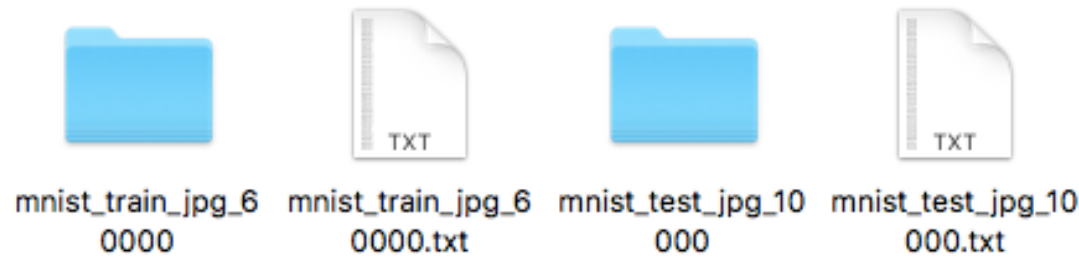 TXT
TXT
mnist_train_jpg_6
0000
mnist_train_jpg_6
0000.txt
mnist_test_jpg_10
000
mnist_test_jpg_10
000.txt